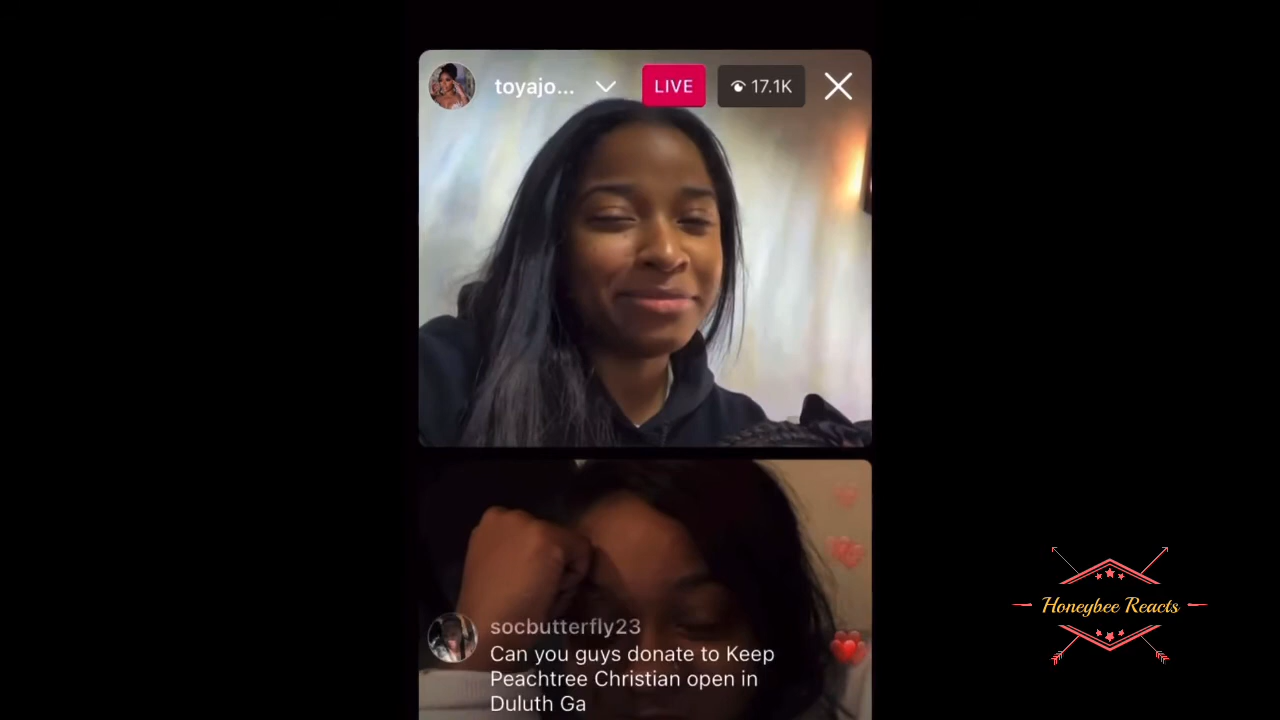 toyajo...
LIVE
17.1K
socbutterfly23
Can you guys donate to Keep
Peachtree Christian open in
Duluth Ga
Honeybee Reacts